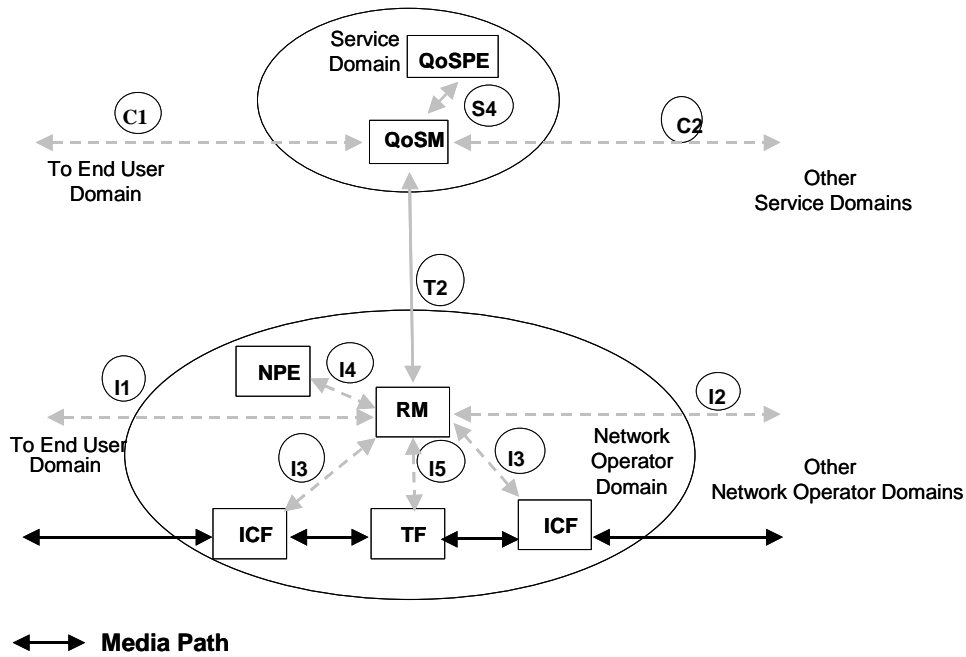 Service
Domain
QoSPE
C1
S4
C2
QoSM
To End User
Domain
Other
Service Domains
T2
NPE
I4
I1
I2
RM
To End User
Domain
I3
I5
I3
Network
Operator
Domain
Other
Network Operator Domains
ICF
TF
ICF
Media Path